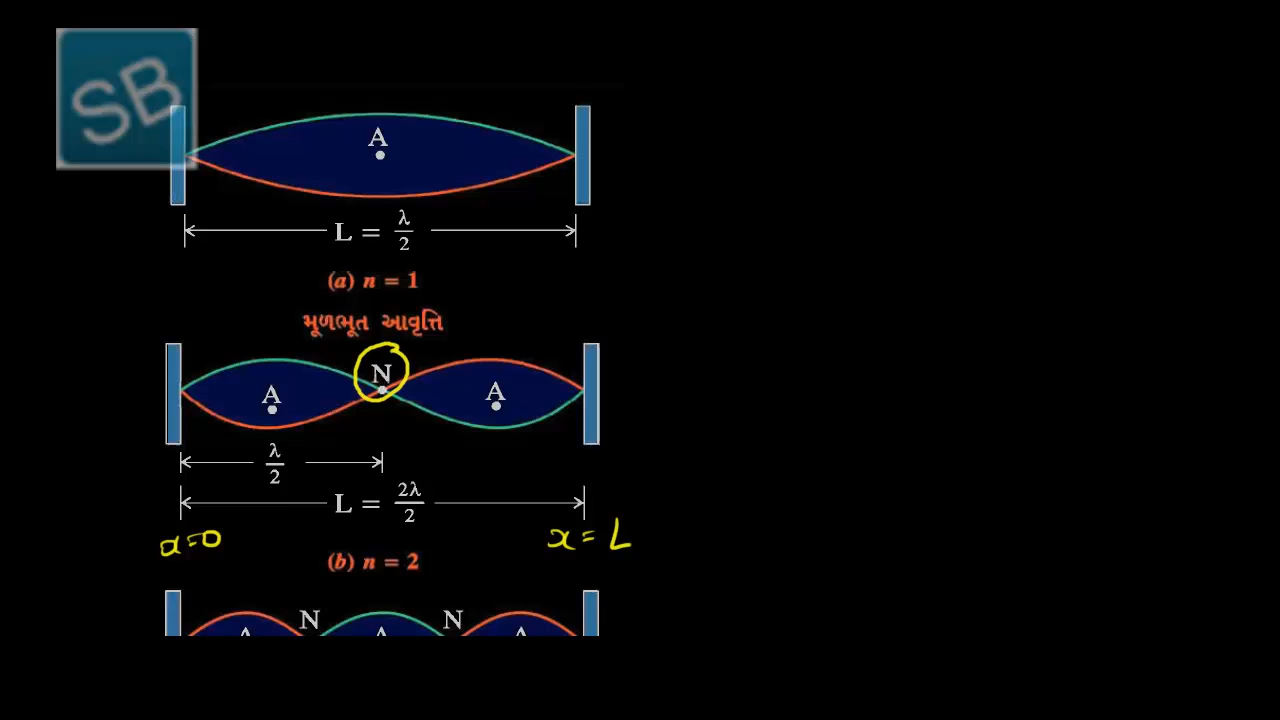 SB
A
L = λ/2
(a) n = 1
મૂળભૂત આવૃત્તિ
N
A A
λ/2
L = 2λ/2
x=0 x = L
(b) n = 2
N N
A A A